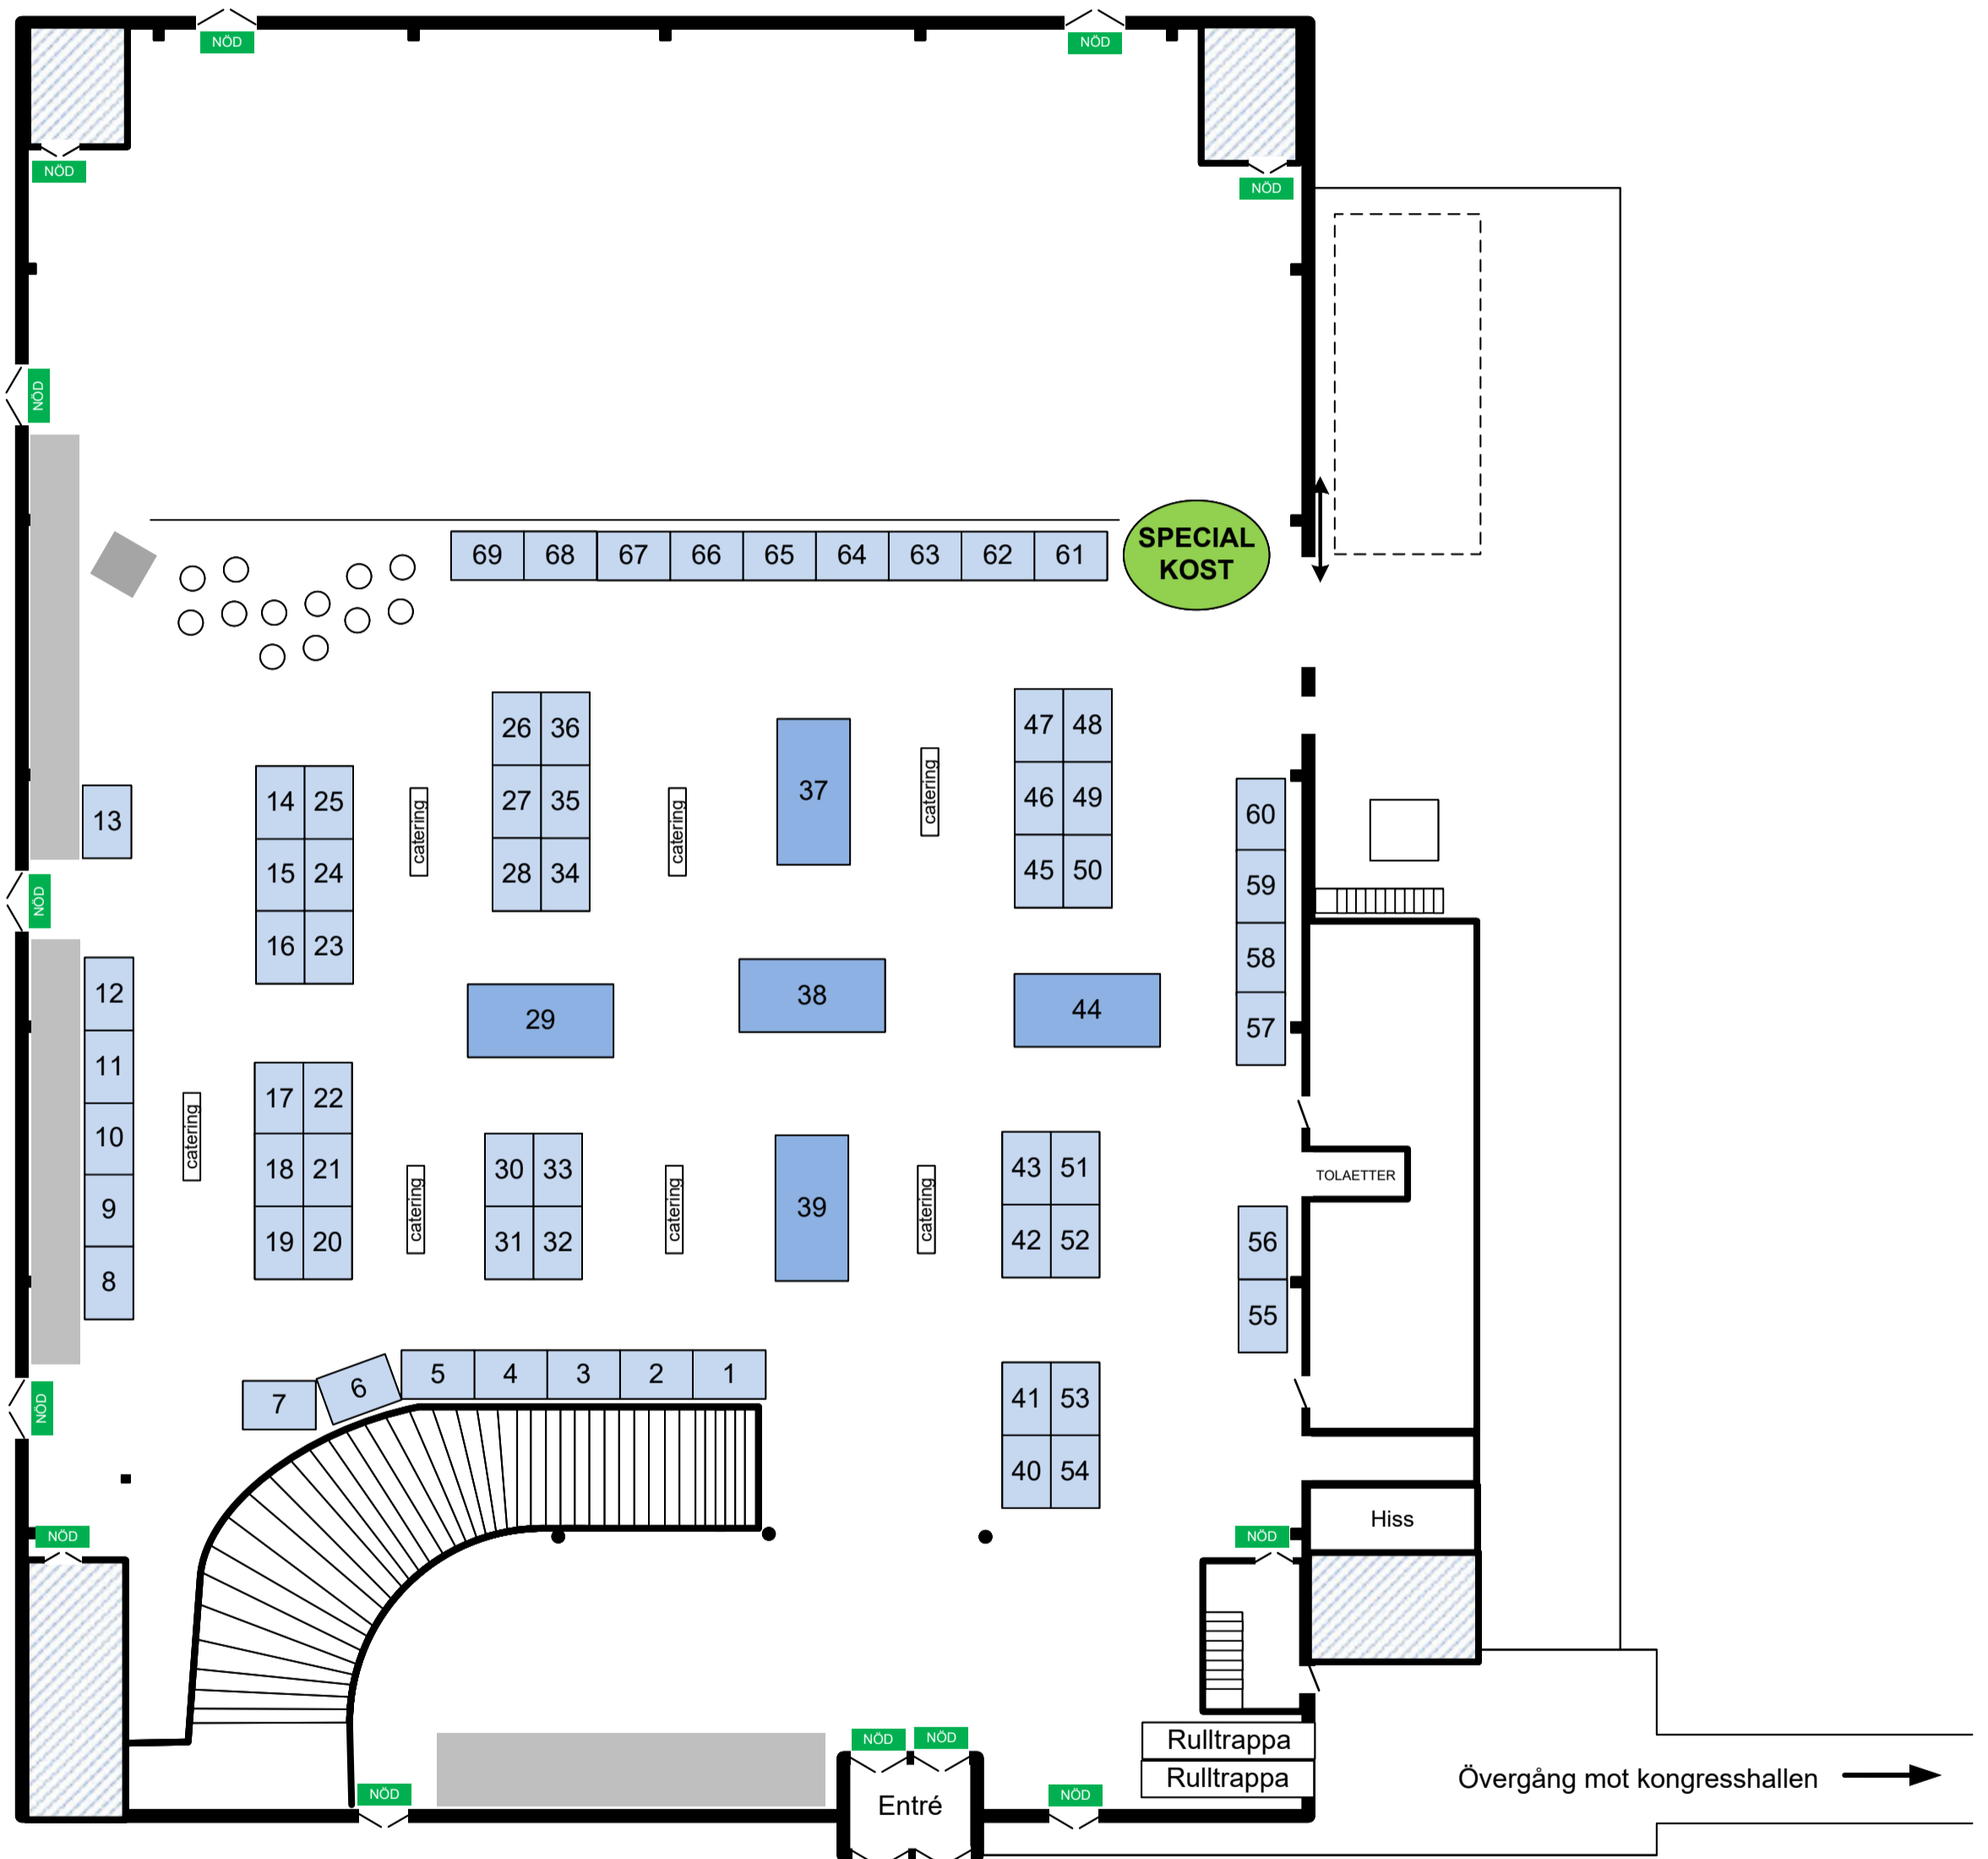 NÖD
NÖD
NÖD
NÖD
NÖD
SPECIAL
KOST
69 68 67 66 65 64 63 62 61
26 36
47 48
37
catering
14 25
catering
27 35
catering
46 49
60
13
15 24
28 34
45 50
59
NÖD
16 23
58
12
29
38
44
57
11
17 22
10
catering
18 21
30 33
43 51
TOLAETTER
9
catering
catering
39
catering
19 20
31 32
42 52
56
8
55
5 4 3 2 1
6
7
NÖD
41 53
40 54
Hiss
NÖD
NÖD
NÖD
NÖD
Rulltrappa
Rulltrappa
Övergång mot kongresshallen
NÖD
Entré
NÖD